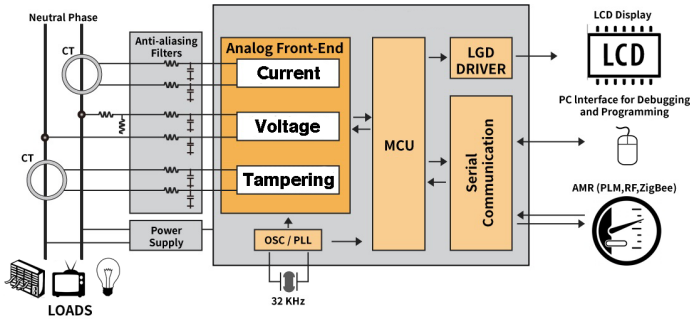 Neutral Phase
CT
CT
Anti-aliasing
Filters
Power
Supply
Analog Front-End
Current
Voltage
Tampering
OSC / PLL
32 KHz
MCU
LGD
DRIVER
Serial
Communication
LCD Display
LCD
PC Interface for Debugging
and Programming
AMR (PLM,RF,ZigBee)
LOADS